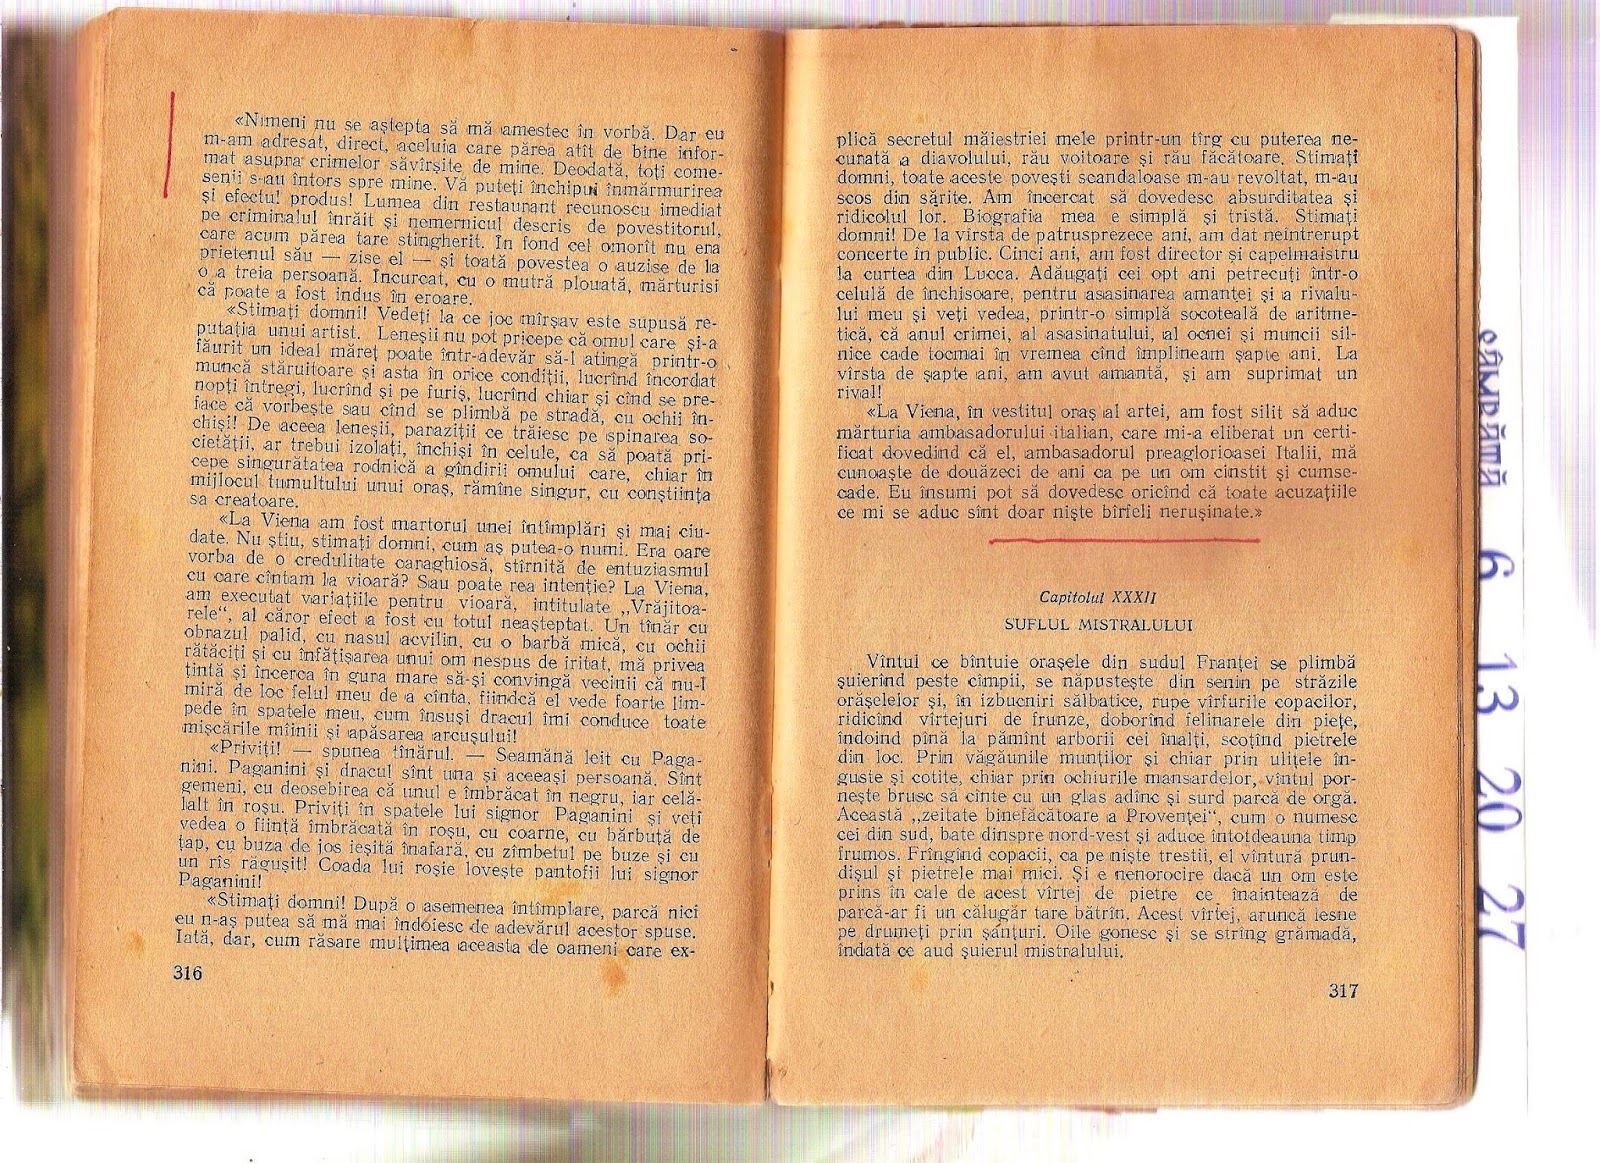 «Nimeni nu se aștepta să mă amestec în vorbă. Dar eu
m-am adresat, direct, aceluia care părea atît de bine infor-
mat asupra crimelor săvîrșite de mine. Deodată, toți come-
senii s-au întors spre mine. Vă puteți închipui înmărmurirea
și efectul produs! Lumea din restaurant recunoscu imediat
pe criminalul înrăit și nemernicul descris de povestitorul,
care acum părea tare stingherit. În fond cel omorît nu era
prietenul său — zise el — și toată povestea o auzise de la
o a treia persoană. Încurcat, cu o mutră plouată, mărturisi
că poate a fost indus în eroare.
«Stimați domni! Vedeți la ce joc mîrșav este supusă re-
putația unui artist. Leneșii nu pot pricepe că omul care și-a
făurit un ideal măreț poate într-adevăr să-l atingă printr-o
muncă stăruitoare și asta în orice condiții, lucrînd încordat
nopți întregi, lucrînd și pe furiș, lucrînd chiar și cînd se pre-
face că vorbește sau cînd se plimbă pe stradă, cu ochii în-
chiși! De aceea leneșii, paraziții ce trăiesc pe spinarea so-
cietății, ar trebui izolați, închiși în celule, ca să poată pri-
cepe singurătatea rodnică a gîndirii omului care, chiar în
mijlocul tumultului unui oraș, rămîne singur, cu conștiința
sa creatoare.
«La Viena am fost martorul unei întîmplări și mai ciu-
date. Nu știu, stimați domni, cum aș putea-o numi. Era oare
vorba de o credulitate caraghiosă, stîrnită de entuziasmul
cu care cîntam la vioară? Sau poate rea intenție? La Viena,
am executat variațiile pentru vioară, intitulate „Vrăjitoa-
rele“, al căror efect a fost cu totul neașteptat. Un tînăr cu
obrazul palid, cu nasul acvilin, cu o barbă mică, cu ochii
rătăciți și cu înfățișarea unui om nespus de iritat, mă privea
țintă și încerca în gura mare să-și convingă vecinii că nu-l
miră de loc felul meu de a cînta, fiindcă el vede foarte lim-
pede în spatele meu, cum însuși dracul îmi conduce toate
mișcările mîinii și apăsarea arcușului!
«Priviți! — spunea tînărul. — Seamănă leit cu Paga-
nini. Paganini și dracul sînt una și aceeași persoană. Sînt
gemeni, cu deosebirea că unul e îmbrăcat în negru, iar celă-
lalt în roșu. Priviți în spatele lui signor Paganini și veți
vedea o ființă îmbrăcată în roșu, cu coarne, cu bărbuță de
țap, cu buza de jos ieșită înafară, cu zîmbetul pe buze și cu
un rîs răgușit! Coada lui roșie lovește pantofii lui signor
Paganini!
«Stimați domni! După o asemenea întîmplare, parcă nici
eu n-aș putea să mă mai îndoiesc de adevărul acestor spuse.
Iată, dar, cum răsare mulțimea aceasta de oameni care ex-
316
plică secretul măiestriei mele printr-un tîrg cu puterea ne-
curată a diavolului, rău voitoare și rău făcătoare. Stimați
domni, toate aceste povești scandaloase m-au revoltat, m-au
scos din sărite. Am încercat să dovedesc absurditatea și
ridicolul lor. Biografia mea e simplă și tristă. Stimați
domni! De la vîrsta de patrusprezece ani, am dat neîntrerupt
concerte în public. Cinci ani, am fost director și capelmaistru
la curtea din Lucca. Adăugați cei opt ani petrecuți într-o
celulă de închisoare, pentru asasinarea amantei și a rivalu-
lui meu și veți vedea, printr-o simplă socoteală de aritme-
tică, că anul crimei, al asasinatului, al ocnei și muncii sil-
nice cade tocmai în vremea cînd împlineam șapte ani. La
vîrsta de șapte ani, am avut amantă, și am suprimat un
rival!
«La Viena, în vestitul oraș al artei, am fost silit să aduc
mărturia ambasadorului italian, care mi-a eliberat un certi-
ficat dovedind că el, ambasadorul preaglorioasei Italii, mă
cunoaște de douăzeci de ani ca pe un om cinstit și cumse-
cade. Eu însumi pot să dovedesc oricînd că toate acuzațiile
ce mi se aduc sînt doar niște bîrfeli nerușinate.»
Capitolul XXXII
SUFLUL MISTRALULUI
Vîntul ce bîntuie orașele din sudul Franței se plimbă
șuierînd peste cîmpii, se năpustește din senin pe străzile
orășelelor și, în izbucniri sălbatice, rupe vîrfurile copacilor,
ridicînd vîrtejuri de frunze, doborînd felinarele din piețe,
îndoind pînă la pămînt arborii cei înalți, scoțînd pietrele
din loc. Prin văgăunile munților și chiar prin ulițele în-
guste și cotite, chiar prin ochiurile mansardelor, vîntul por-
nește brusc să cînte cu un glas adînc și surd parcă de orgă.
Această „zeitate binefăcătoare a Provenței“, cum o numesc
cei din sud, bate dinspre nord-vest și aduce întotdeauna timp
frumos. Frîngînd copacii, ca pe niște trestii, el vîntură prun-
dișul și pietrele mai mici. Și e nenorocire dacă un om este
prins în cale de acest vîrtej de pietre ce înaintează de
parcă-ar fi un călugăr tare bătrîn. Acest vîrtej, aruncă lesne
pe drumeți prin șanțuri. Oile gonesc și se strîng grămadă,
îndată ce aud șuierul mistralului.
317
SÂMBĂTĂ 6 13 20 27